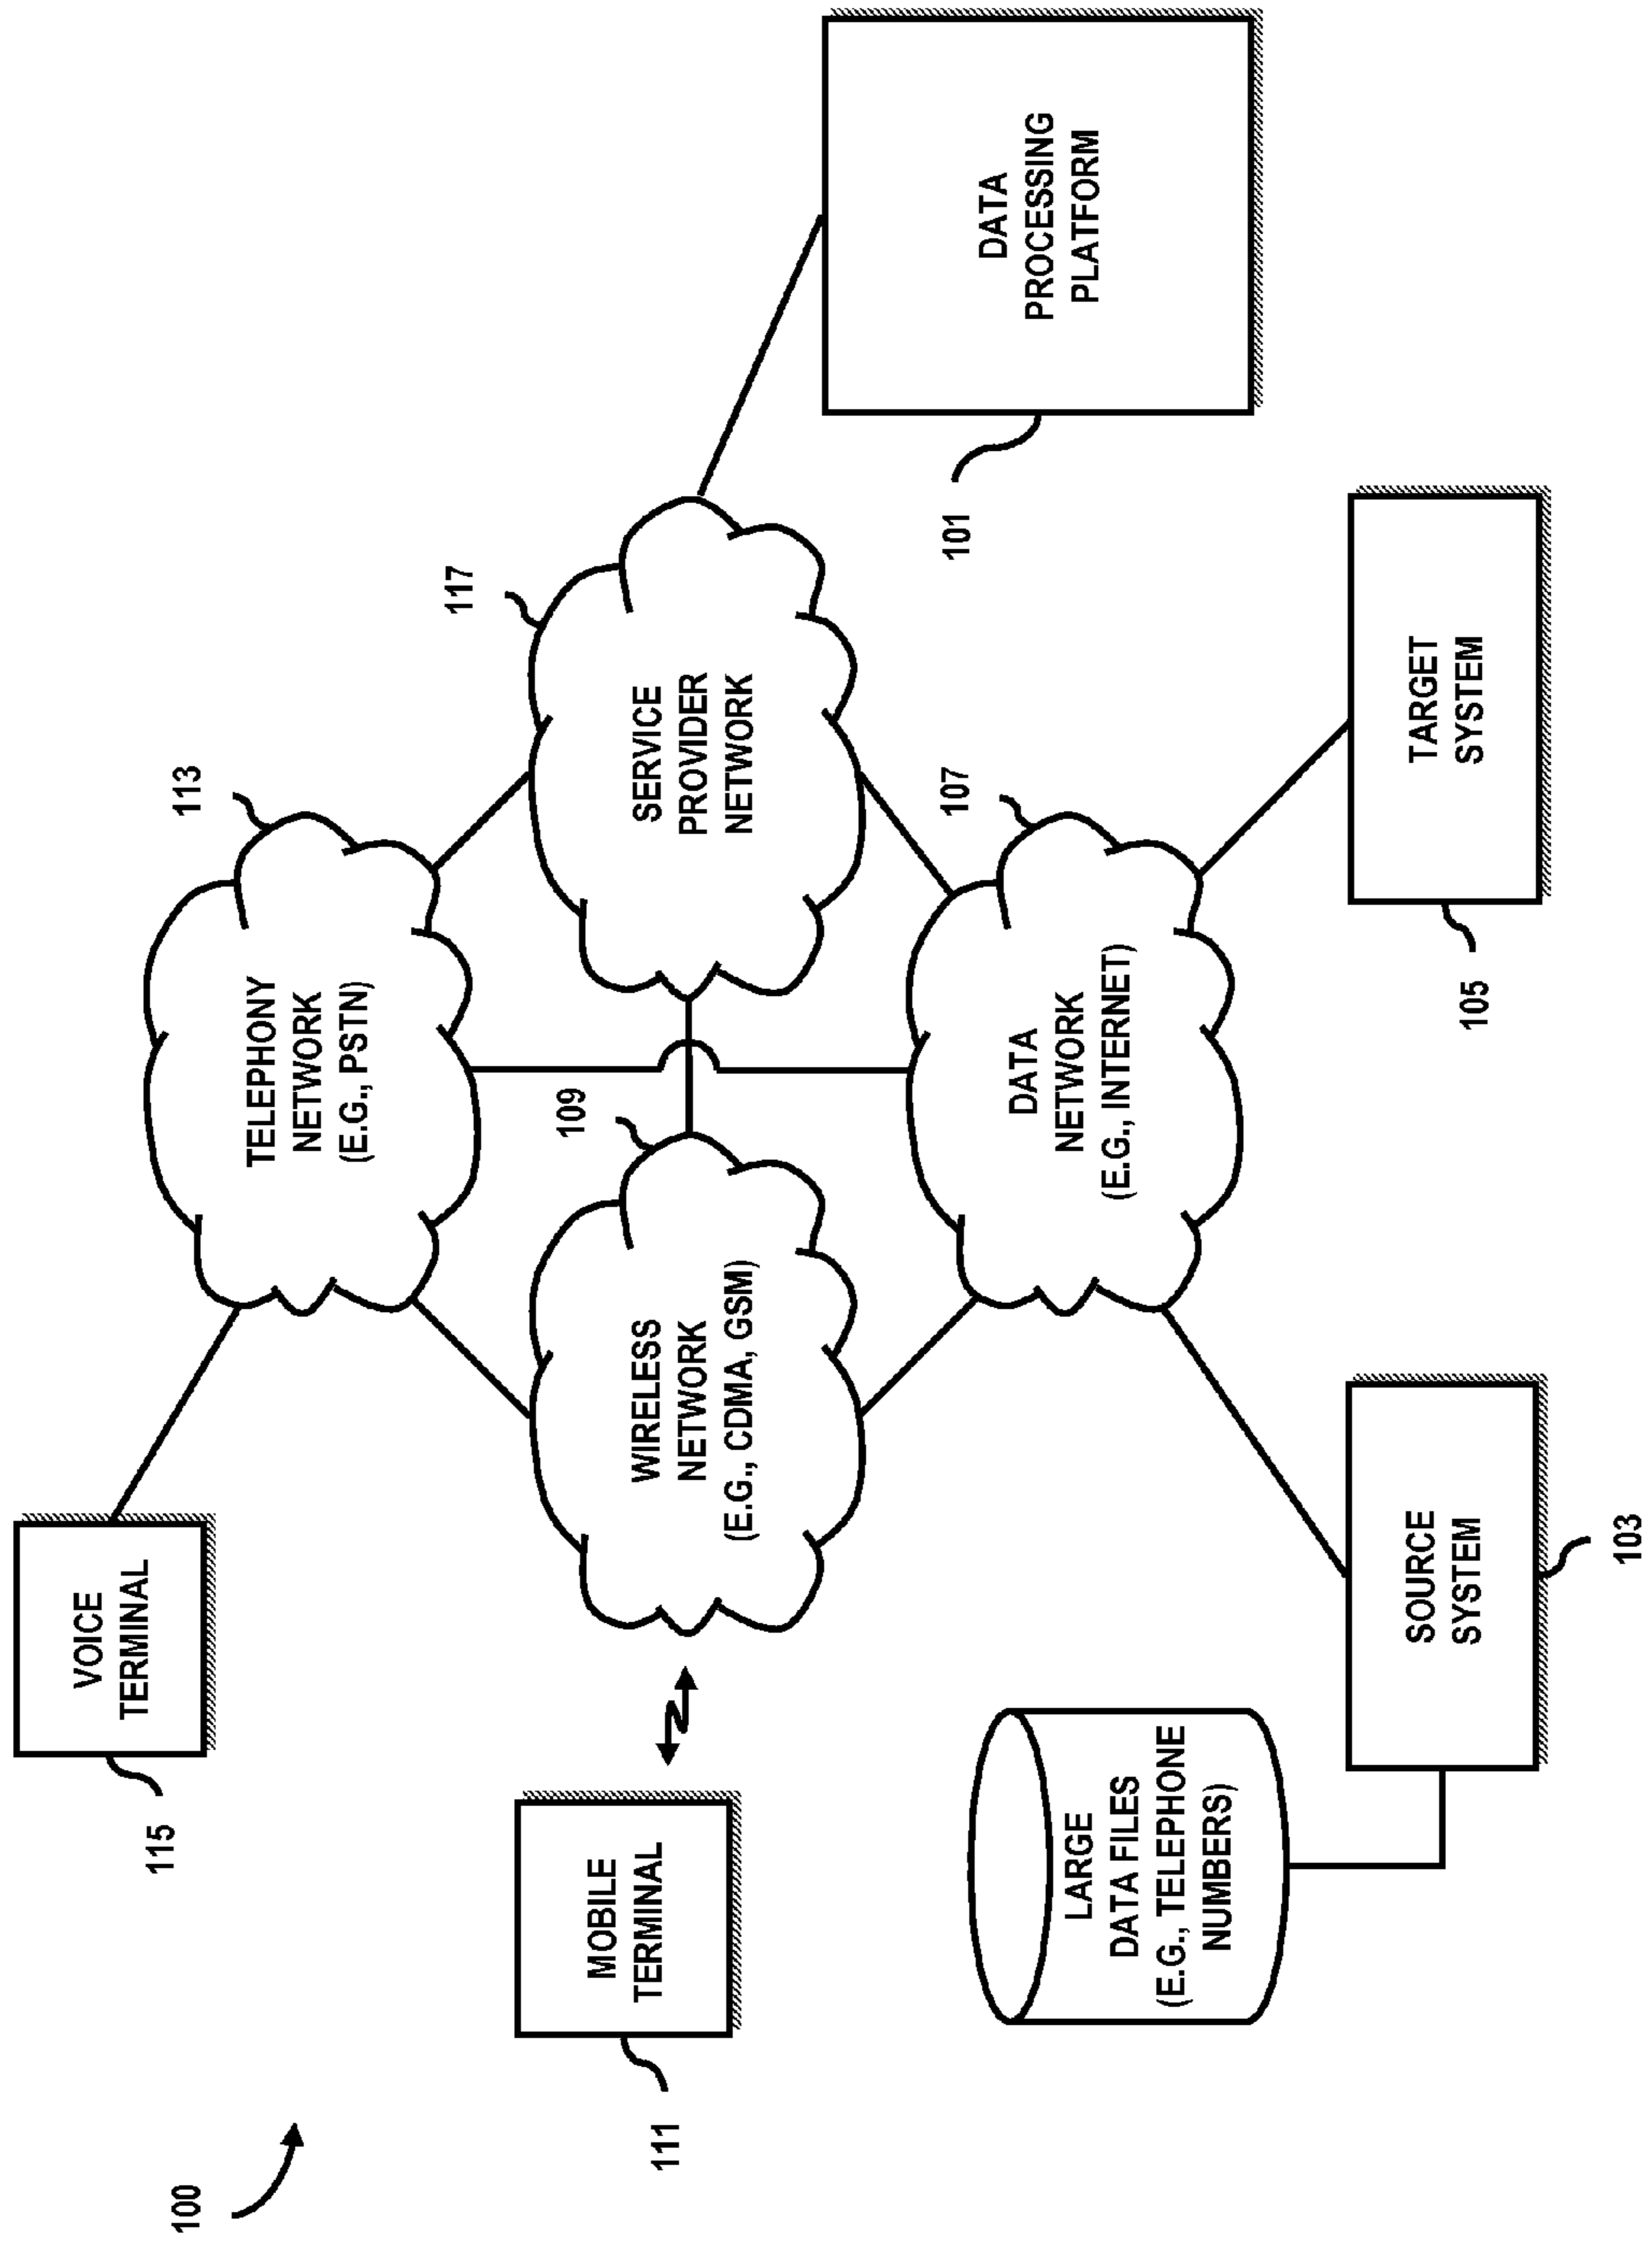 100
115
VOICE
TERMINAL
113
TELEPHONY
NETWORK
(E.G., PSTN)
117
SERVICE
PROVIDER
NETWORK
109
WIRELESS
NETWORK
(E.G., CDMA, GSM)
111
MOBILE
TERMINAL
DATA
PROCESSING
PLATFORM
101
107
DATA
NETWORK
(E.G., INTERNET)
LARGE
DATA FILES
(E.G., TELEPHONE
NUMBERS)
SOURCE
SYSTEM
103
TARGET
SYSTEM
105